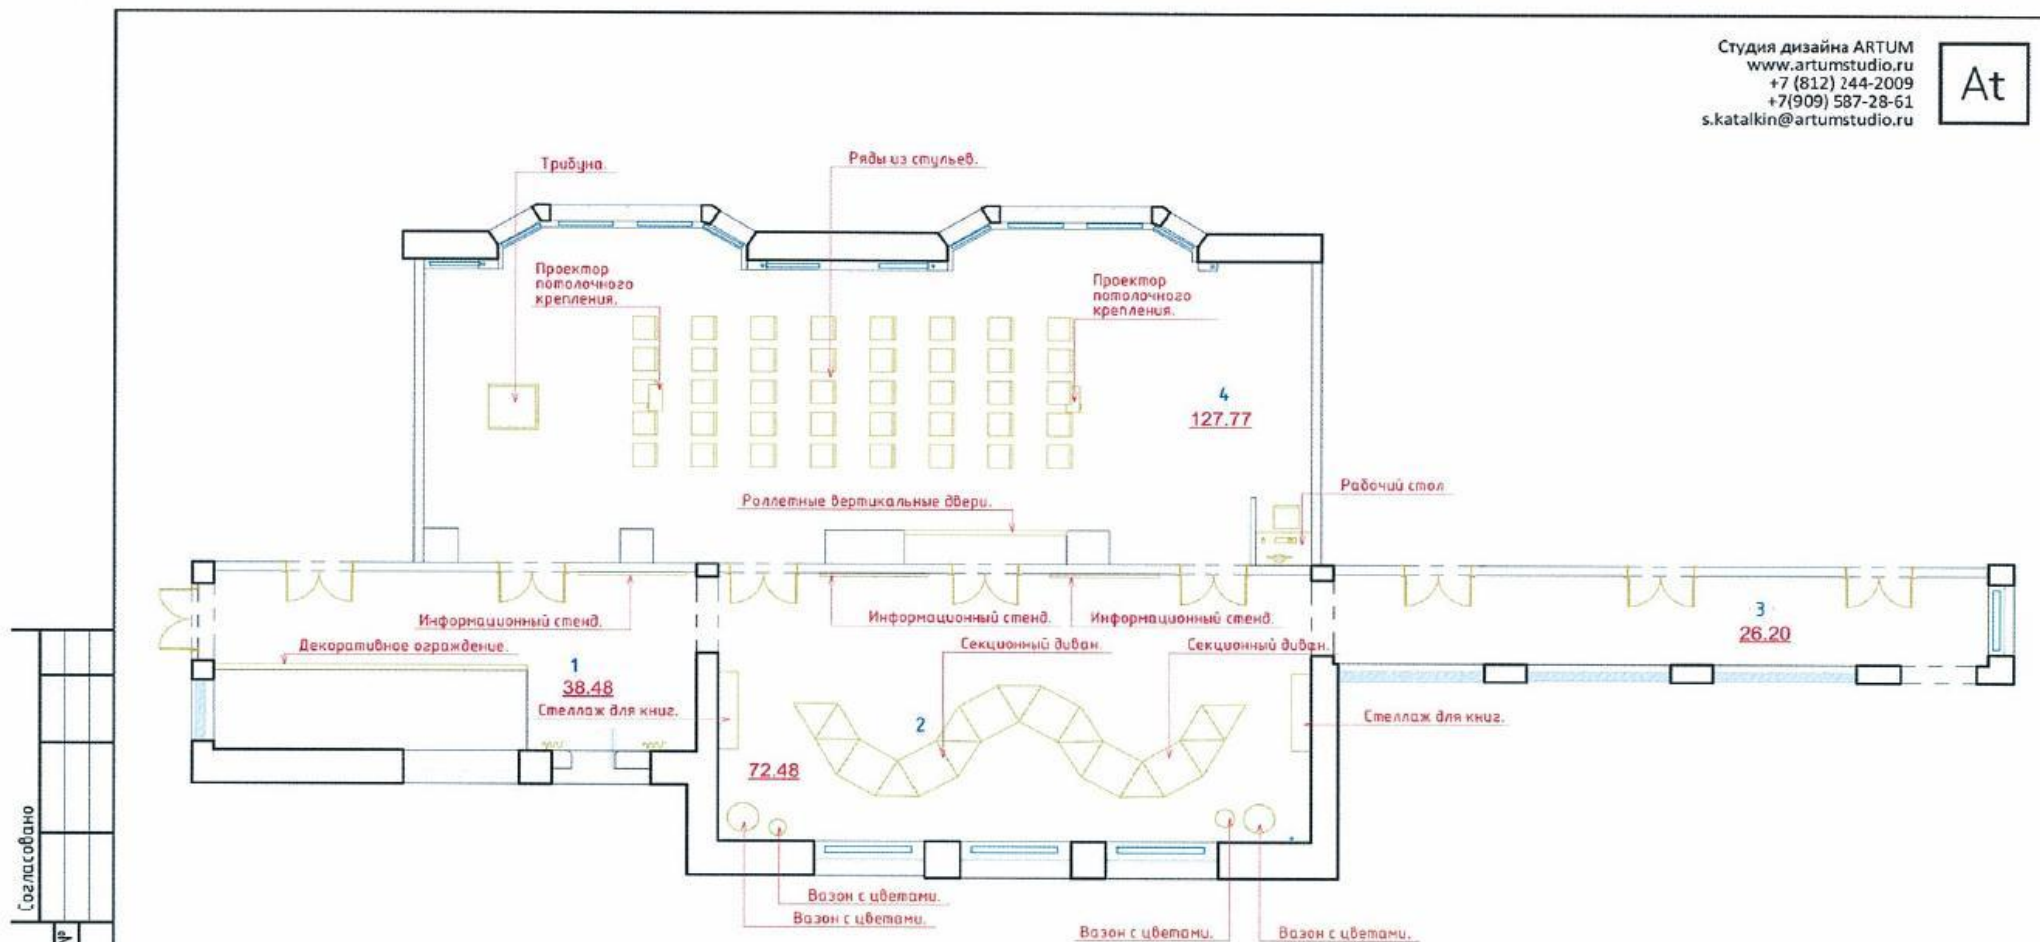 Студия дизайна ARTUM
www.artumstudio.ru
+7 (812) 244-2009
+7(909) 587-28-61
s.katalkin@artumstudio.ru
At
Трибуна.
Ряды из стульев.
Проектор
потолочного
крепления.
Проектор
потолочного
крепления.
4
127.77
Рабочий стол
Роллетные вертикальные двери.
Информационный стенд.
Информационный стенд.
Информационный стенд.
3
26.20
Декоративное ограждение.
Секционный диван.
Секционный диван.
1
38.48
Стеллаж для книг.
2
Стеллаж для книг.
72.48
Вазон с цветами.
Вазон с цветами.
Вазон с цветами.
Вазон с цветами.
Согласовано
№